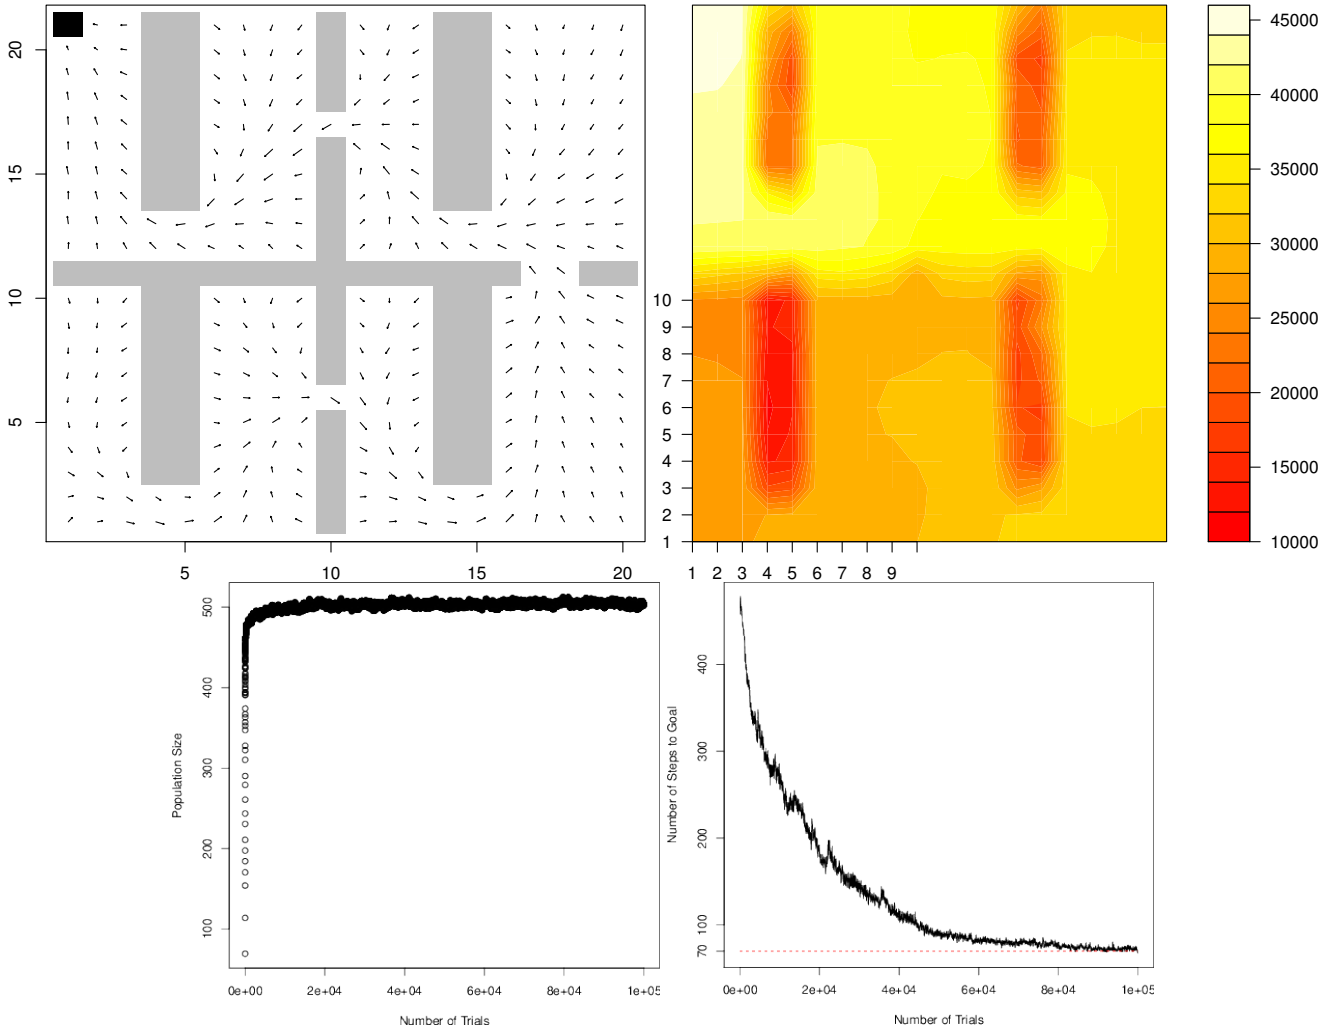 20
15
10
5
5
10
15
20
10
9
8
7
6
5
4
3
2
1
1
2
3
4
5
6
7
8
9
45000
40000
35000
30000
25000
20000
15000
10000
500
400
300
200
100
Population Size
0e+00
2e+04
4e+04
6e+04
8e+04
1e+05
Number of Trials
400
300
200
100
70
Number of Steps to Goal
0e+00
2e+04
4e+04
6e+04
8e+04
1e+05
Number of Trials